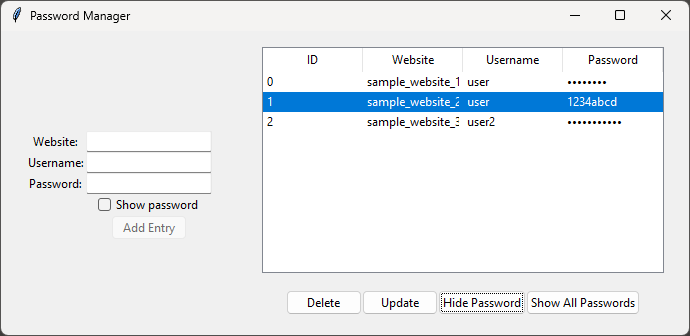 Password Manager
ID Website Username Password
0 sample_website_1 user ••••••••
1 sample_website_2 user 1234abcd
2 sample_website_3 user2 •••••••••••
Website:
Username:
Password:
Show password
Add Entry
Delete Update Hide Password Show All Passwords